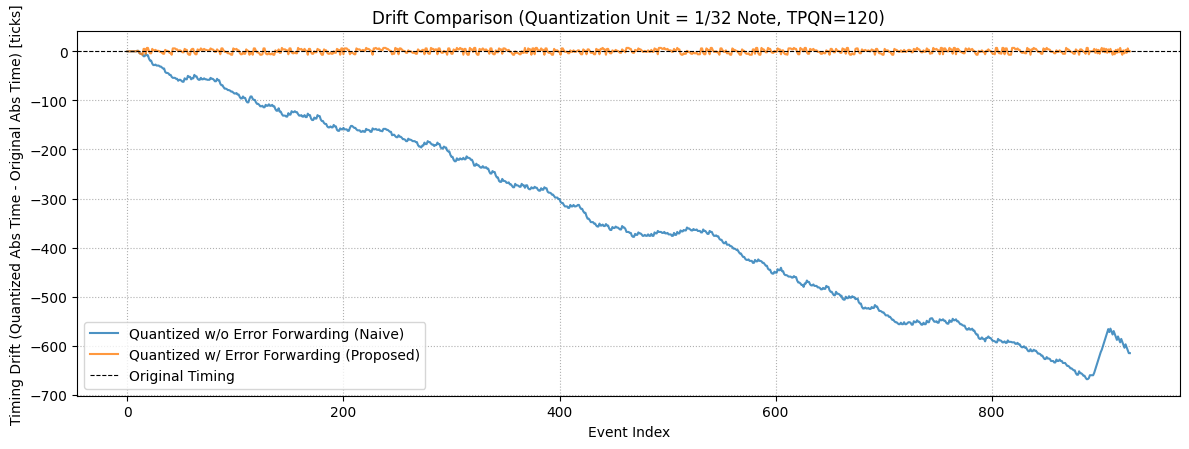 Drift Comparison (Quantization Unit = 1/32 Note, TPQN=120)
Timing Drift (Quantized Abs Time - Original Abs Time) [ticks]
0
−100
−200
−300
−400
−500
−600
−700
Quantized w/o Error Forwarding (Naive)
Quantized w/ Error Forwarding (Proposed)
Original Timing
0
200
400
600
800
Event Index